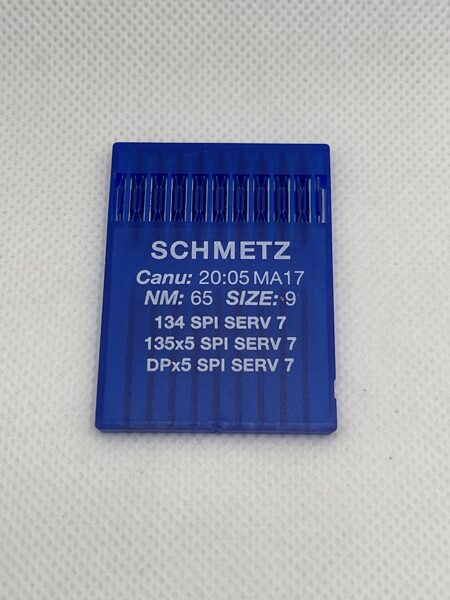 SCHMETZ
Canu: 20:05 MA17
NM: 65 SIZE: 9
134 SPI SERV 7
135x5 SPI SERV 7
DPx5 SPI SERV 7